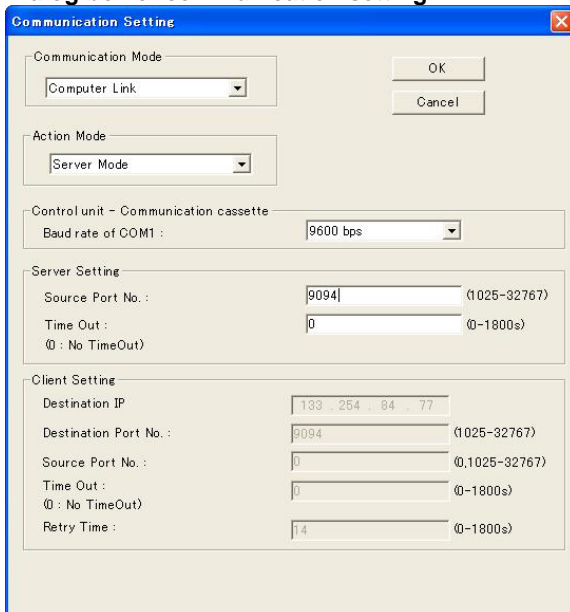 Communication Setting
Communication Mode
Computer Link
OK
Cancel
Action Mode
Server Mode
Control unit - Communication cassette
Baud rate of COM1 : 9600 bps
Server Setting
Source Port No. : 9094 (1025-32767)
Time Out : 0 (0-1800s)
(0 : No TimeOut)
Client Setting
Destination IP 133 . 254 . 84 . 77
Destination Port No. : 9094 (1025-32767)
Source Port No. : 0 (0,1025-32767)
Time Out : 0 (0-1800s)
(0 : No TimeOut)
Retry Time : 14 (0-1800s)